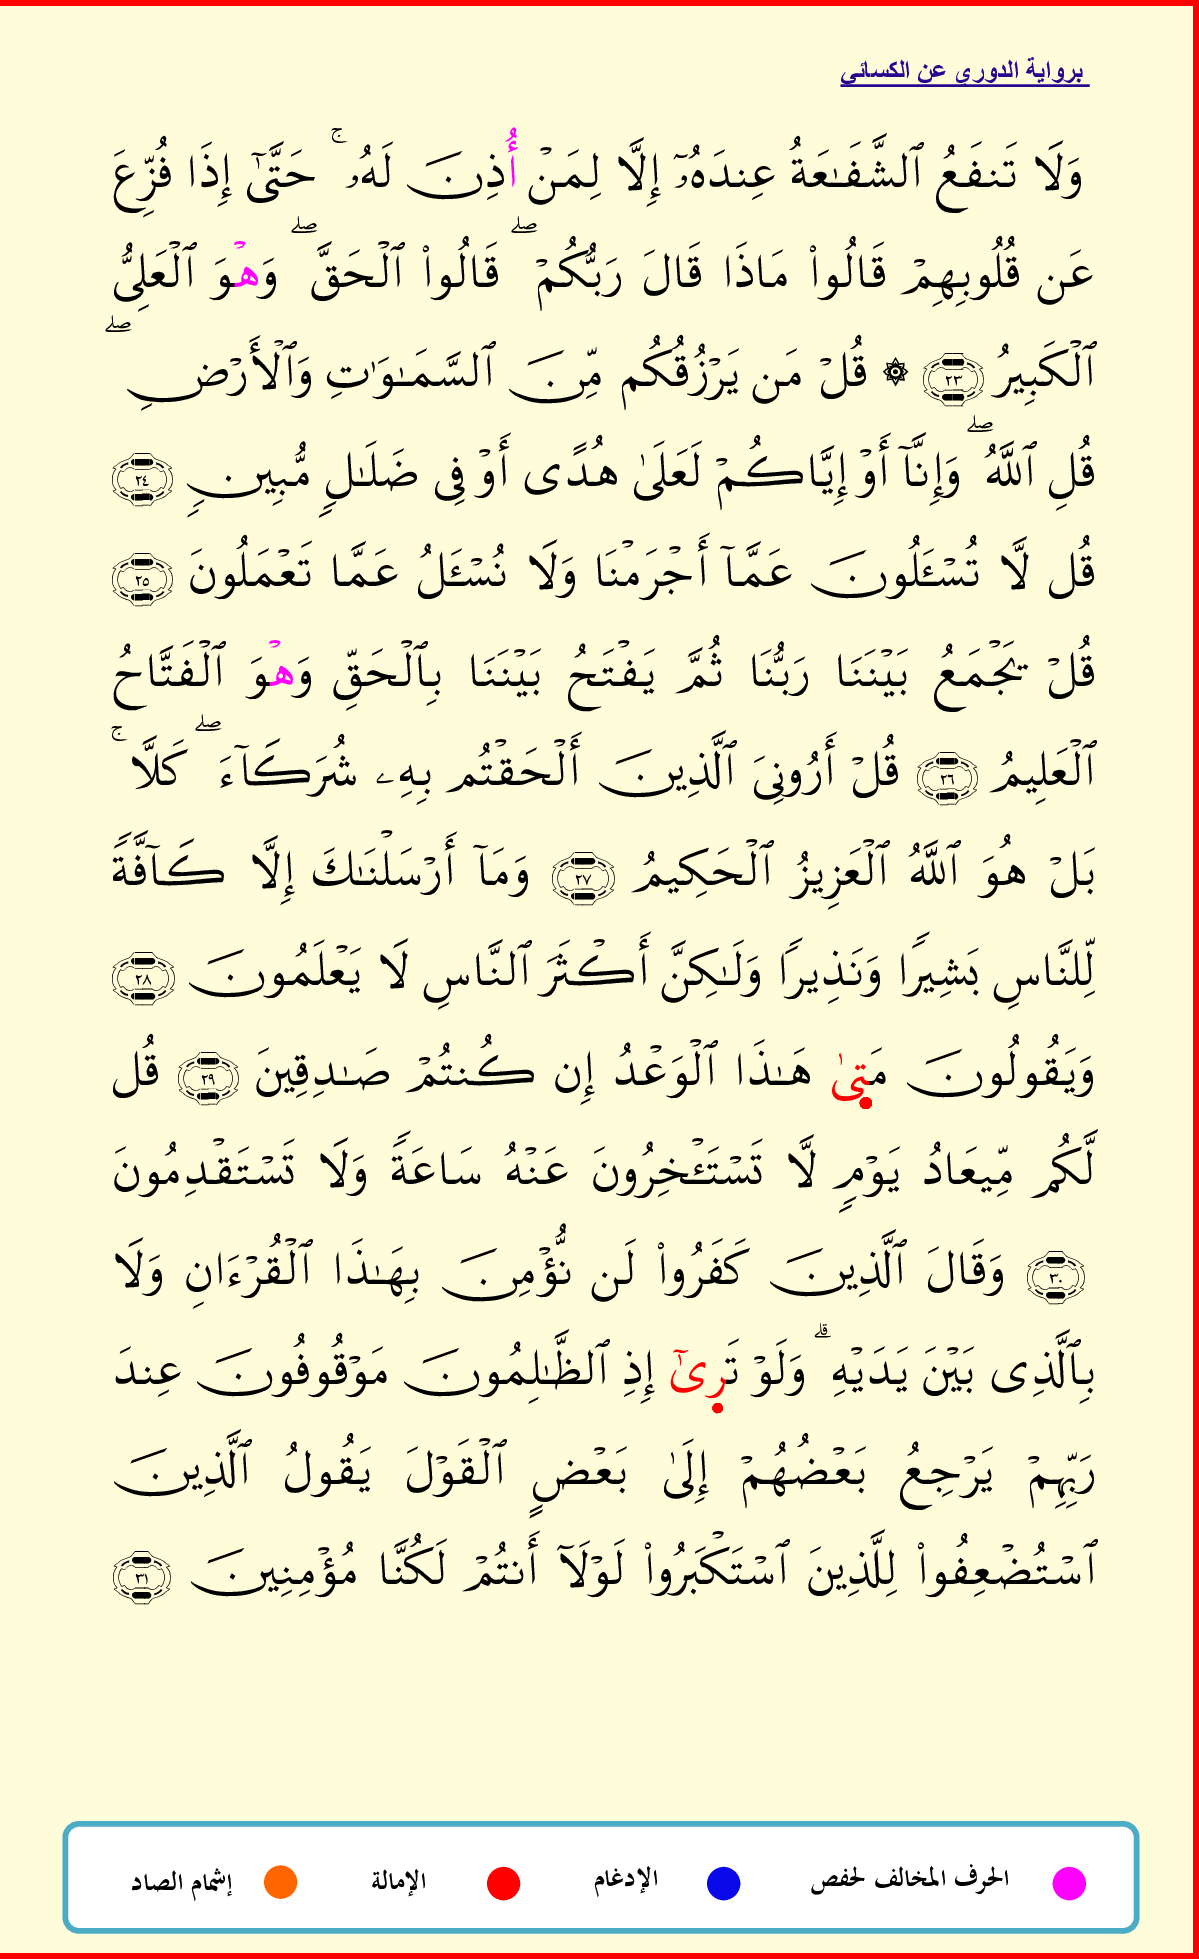 برواية الدوري عن الكسائي
وَلَا تَنفَعُ ٱلشَّفَـٰعَةُ عِندَهُۥٓ إِلَّا لِمَنۡ أُذِنَ لَهُۥ ۚ حَتَّىٰٓ إِذَا فُزِّعَ
عَن قُلُوبِهِمۡ قَالُوا۟ مَاذَا قَالَ رَبُّكُمۡ ۖ قَالُوا۟ ٱلۡحَقَّ ۖ وَهۡوَ ٱلۡعَلِىُّ
ٱلۡكَبِيرُ ٢٣ ۞ قُلۡ مَن يَرۡزُقُكُم مِّنَ ٱلسَّمَـٰوَٰتِ وَٱلۡأَرۡضِ ۖ
قُلِ ٱللَّهُ ۖ وَإِنَّآ أَوۡ إِيَّاكُمۡ لَعَلَىٰ هُدًى أَوۡ فِى ضَلَـٰلٍ مُّبِينٍ ٢٤
قُل لَّا تُسۡـَٔلُونَ عَمَّآ أَجۡرَمۡنَا وَلَا نُسۡـَٔلُ عَمَّا تَعۡمَلُونَ ٢٥
قُلۡ يَجۡمَعُ بَيۡنَنَا رَبُّنَا ثُمَّ يَفۡتَحُ بَيۡنَنَا بِٱلۡحَقِّ وَهۡوَ ٱلۡفَتَّاحُ
ٱلۡعَلِيمُ ٢٦ قُلۡ أَرُونِىَ ٱلَّذِينَ أَلۡحَقۡتُم بِهِۦ شُرَكَآءَ ۖ كَلَّا ۚ
بَلۡ هُوَ ٱللَّهُ ٱلۡعَزِيزُ ٱلۡحَكِيمُ ٢٧ وَمَآ أَرۡسَلۡنَـٰكَ إِلَّا كَآفَّةً
لِّلنَّاسِ بَشِيرًا وَنَذِيرًا وَلَـٰكِنَّ أَكۡثَرَ ٱلنَّاسِ لَا يَعۡلَمُونَ ٢٨
وَيَقُولُونَ مَتِىٰ هَـٰذَا ٱلۡوَعۡدُ إِن كُنتُمۡ صَـٰدِقِينَ ٢٩ قُل
لَّكُم مِّيعَادُ يَوۡمٍ لَّا تَسۡتَـٔۡخِرُونَ عَنۡهُ سَاعَةً وَلَا تَسۡتَقۡدِمُونَ
٣٠ وَقَالَ ٱلَّذِينَ كَفَرُوا۟ لَن نُّؤۡمِنَ بِهَـٰذَا ٱلۡقُرۡءَانِ وَلَا
بِٱلَّذِى بَيۡنَ يَدَيۡهِ ۗ وَلَوۡ تَرِىٰٓ إِذِ ٱلظَّـٰلِمُونَ مَوۡقُوفُونَ عِندَ
رَبِّهِمۡ يَرۡجِعُ بَعۡضُهُمۡ إِلَىٰ بَعۡضٍ ٱلۡقَوۡلَ يَقُولُ ٱلَّذِينَ
ٱسۡتُضۡعِفُوا۟ لِلَّذِينَ ٱسۡتَكۡبَرُوا۟ لَوۡلَآ أَنتُمۡ لَكُنَّا مُؤۡمِنِينَ ٣١
الحرف المخالف لحفص الإدغام الإمالة إشمام الصاد